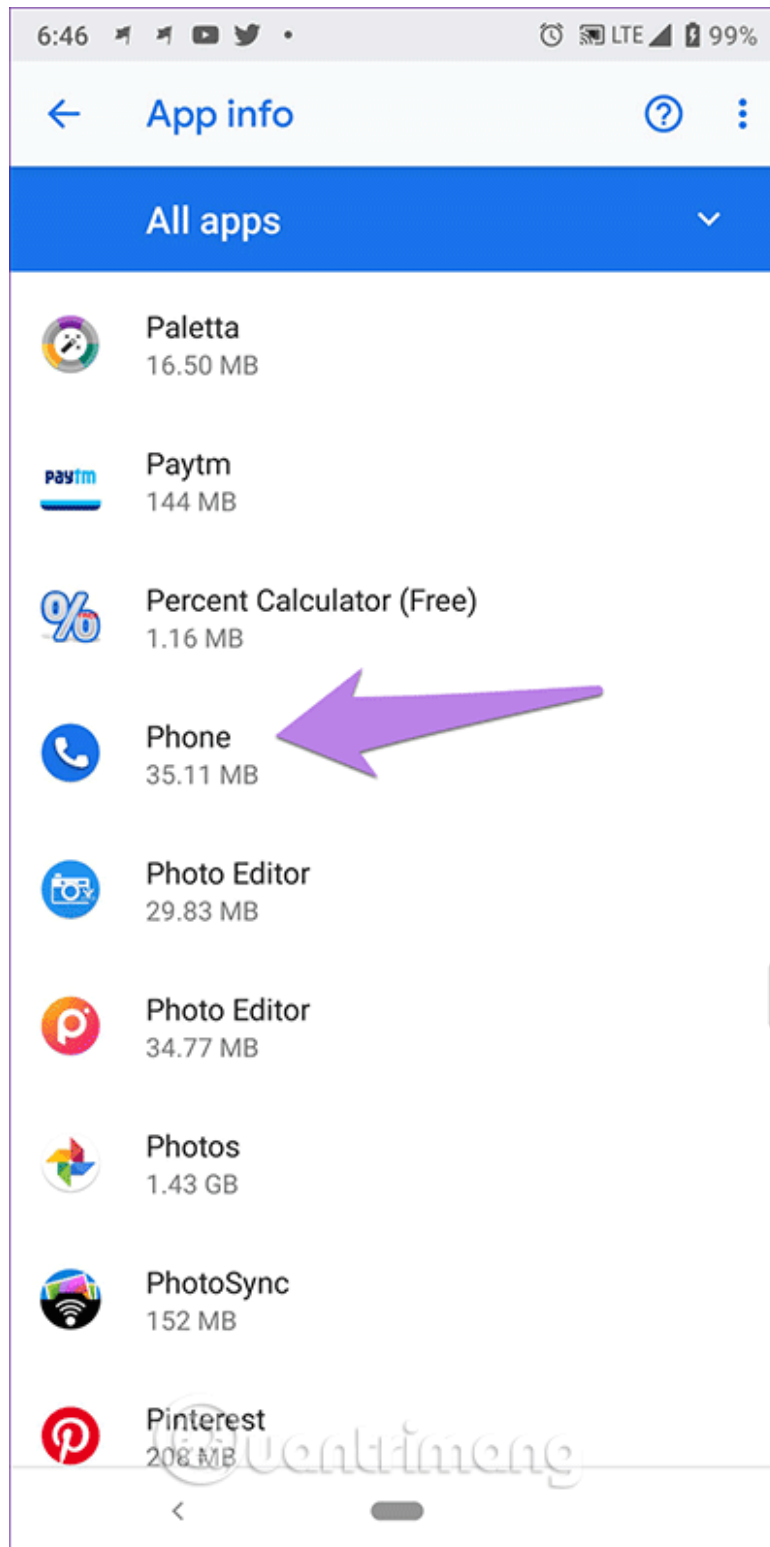 6:46 LTE 99%
App info
All apps
Paletta
16.50 MB
paytm
Paytm
144 MB
Percent Calculator (Free)
1.16 MB
Phone
35.11 MB
Photo Editor
29.83 MB
Photo Editor
34.77 MB
Photos
1.43 GB
PhotoSync
152 MB
Pinterest
208 MB
Quantrimang